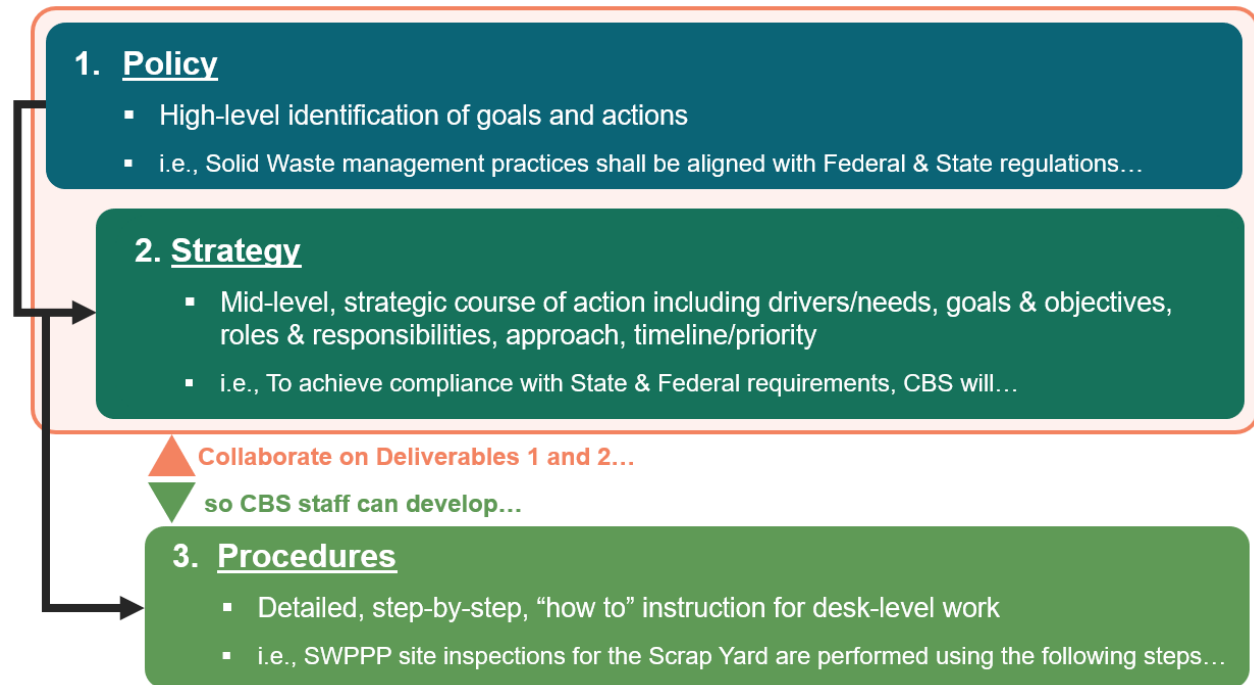 1. Policy
▪ High-level identification of goals and actions
▪ i.e., Solid Waste management practices shall be aligned with Federal & State regulations…
2. Strategy
▪ Mid-level, strategic course of action including drivers/needs, goals & objectives,
roles & responsibilities, approach, timeline/priority
▪ i.e., To achieve compliance with State & Federal requirements, CBS will…
Collaborate on Deliverables 1 and 2…
so CBS staff can develop…
3. Procedures
▪ Detailed, step-by-step, “how to” instruction for desk-level work
▪ i.e., SWPPP site inspections for the Scrap Yard are performed using the following steps…